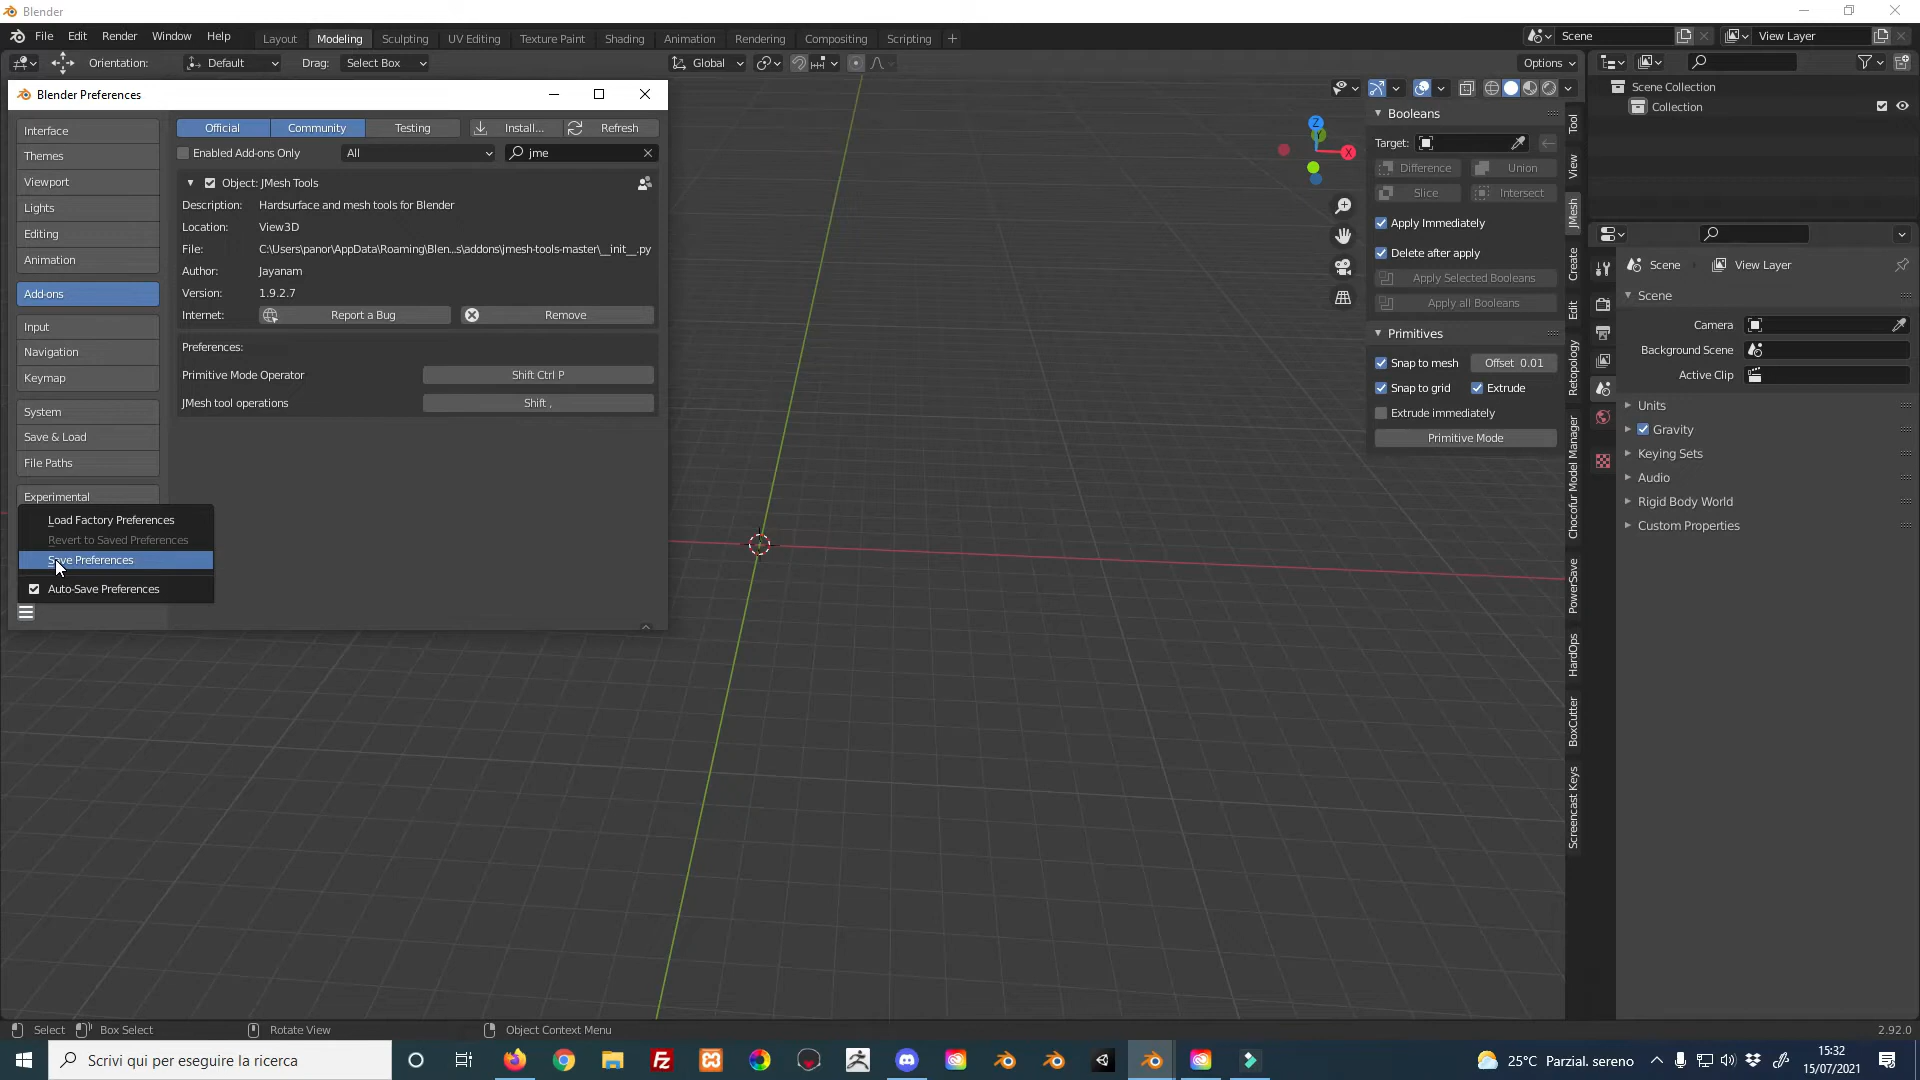 Blender
File Edit Render Window Help
Layout Modeling Sculpting UV Editing Texture Paint Shading Animation Rendering Compositing Scripting +
Scene
View Layer
Orientation: Default Drag: Select Box
Global
Options
Blender Preferences
Interface
Themes
Viewport
Lights
Editing
Animation
Add-ons
Input
Navigation
Keymap
System
Save & Load
File Paths
Experimental
Load Factory Preferences
Revert to Saved Preferences
Save Preferences
Auto-Save Preferences
Official Community Testing Install... Refresh
Enabled Add-ons Only All jme
Object: JMesh Tools
Description: Hardsurface and mesh tools for Blender
Location: View3D
File: C:\Users\panor\AppData\Roaming\Blen...s\addons\jmesh-tools-master\__init__.py
Author: Jayanam
Version: 1.9.2.7
Internet: Report a Bug Remove
Preferences:
Primitive Mode Operator Shift Ctrl P
JMesh tool operations Shift ,
Z
X
Booleans
Target:
Difference Union
Slice Intersect
Apply Immediately
Delete after apply
Apply Selected Booleans
Apply all Booleans
Primitives
Snap to mesh Offset 0.01
Snap to grid Extrude
Extrude immediately
Primitive Mode
Tool
View
JMesh
Create
Edit
Retopology
Chocofur Model Manager
PowerSave
HardOps
BoxCutter
Screencast Keys
Scene Collection
Collection
Scene View Layer
Scene
Camera
Background Scene
Active Clip
Units
Gravity
Keying Sets
Audio
Rigid Body World
Custom Properties
Select Box Select Rotate View Object Context Menu 2.92.0
Scrivi qui per eseguire la ricerca
25°C Parzial. sereno
15:32
15/07/2021